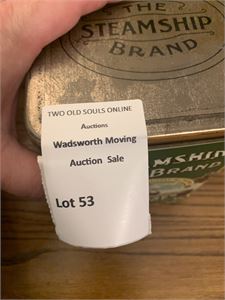 THE
STEAMSHIP
BRAND
TWO OLD SOULS ONLINE
Auctions
Wadsworth Moving
Auction Sale
Lot 53
MSHIP
BRAND